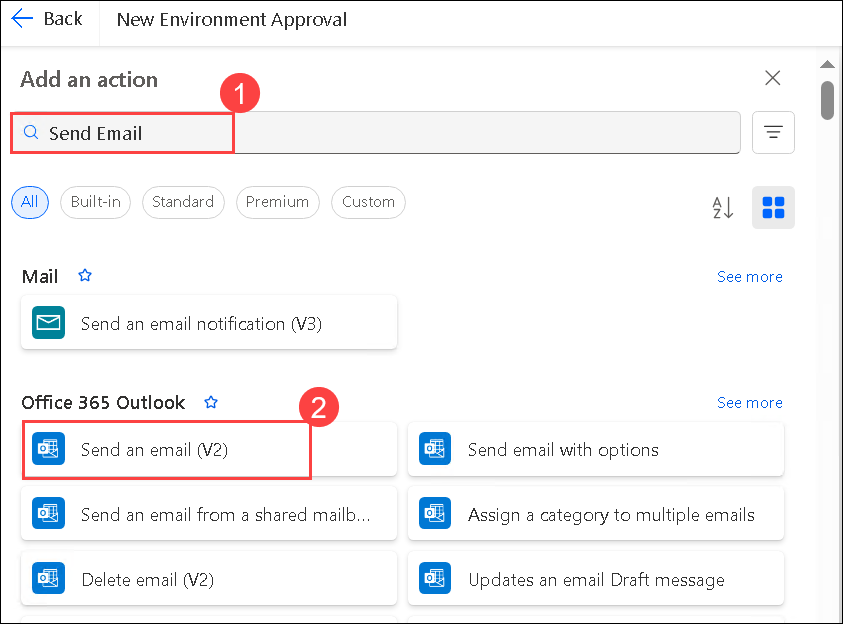 Back
New Environment Approval
Add an action
1
Send Email
All
Built-in
Standard
Premium
Custom
A
Z
Mail
See more
Send an email notification (V3)
Office 365 Outlook
2
See more
Send an email (V2)
Send email with options
Send an email from a shared mailb...
Assign a category to multiple emails
Delete email (V2)
Updates an email Draft message